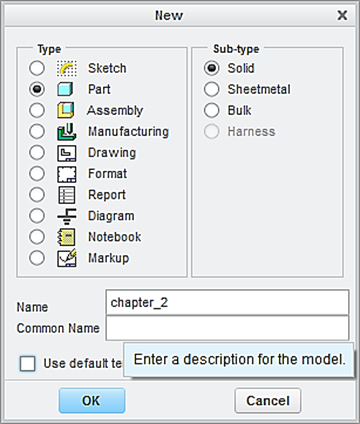 New
Type
Sketch
Part
Assembly
Manufacturing
Drawing
Format
Report
Diagram
Notebook
Markup
Sub-type
Solid
Sheetmetal
Bulk
Harness
Name chapter_2
Common Name
Use default te
Enter a description for the model.
OK Cancel